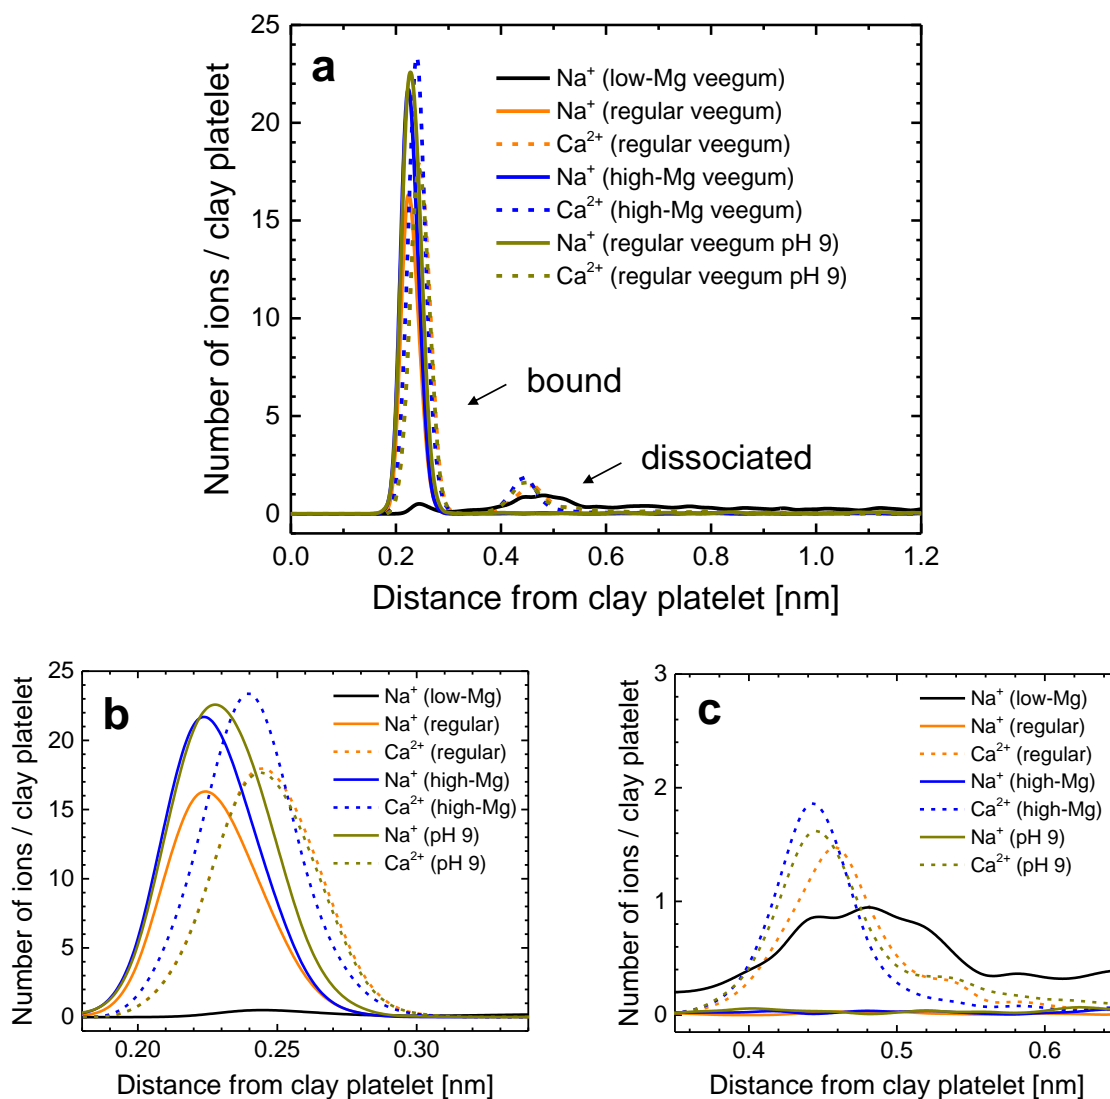 a
Number of ions / clay platelet
25
20
15
10
5
0
Na⁺ (low-Mg veegum)
Na⁺ (regular veegum)
Ca²⁺ (regular veegum)
Na⁺ (high-Mg veegum)
Ca²⁺ (high-Mg veegum)
Na⁺ (regular veegum pH 9)
Ca²⁺ (regular veegum pH 9)
bound
dissociated
0.0 0.2 0.4 0.6 0.8 1.0 1.2
Distance from clay platelet [nm]
b
Number of ions / clay platelet
25
20
15
10
5
0
Na⁺ (low-Mg)
Na⁺ (regular)
Ca²⁺ (regular)
Na⁺ (high-Mg)
Ca²⁺ (high-Mg)
Na⁺ (pH 9)
Ca²⁺ (pH 9)
0.20 0.25 0.30
Distance from clay platelet [nm]
c
Number of ions / clay platelet
3
2
1
0
Na⁺ (low-Mg)
Na⁺ (regular)
Ca²⁺ (regular)
Na⁺ (high-Mg)
Ca²⁺ (high-Mg)
Na⁺ (pH 9)
Ca²⁺ (pH 9)
0.4 0.5 0.6
Distance from clay platelet [nm]